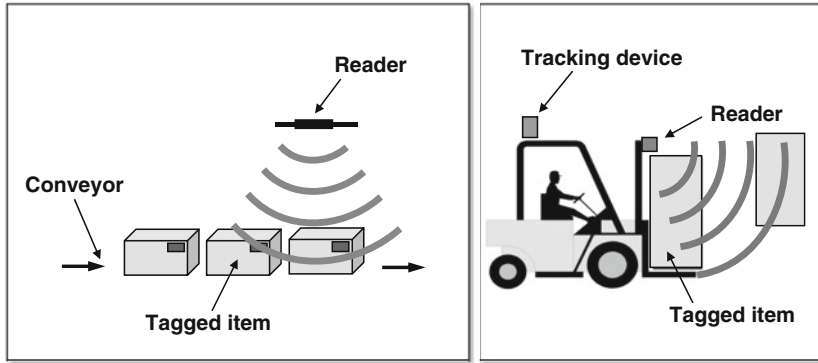 Reader
Conveyor
Tagged item
Tracking device
Reader
Tagged item